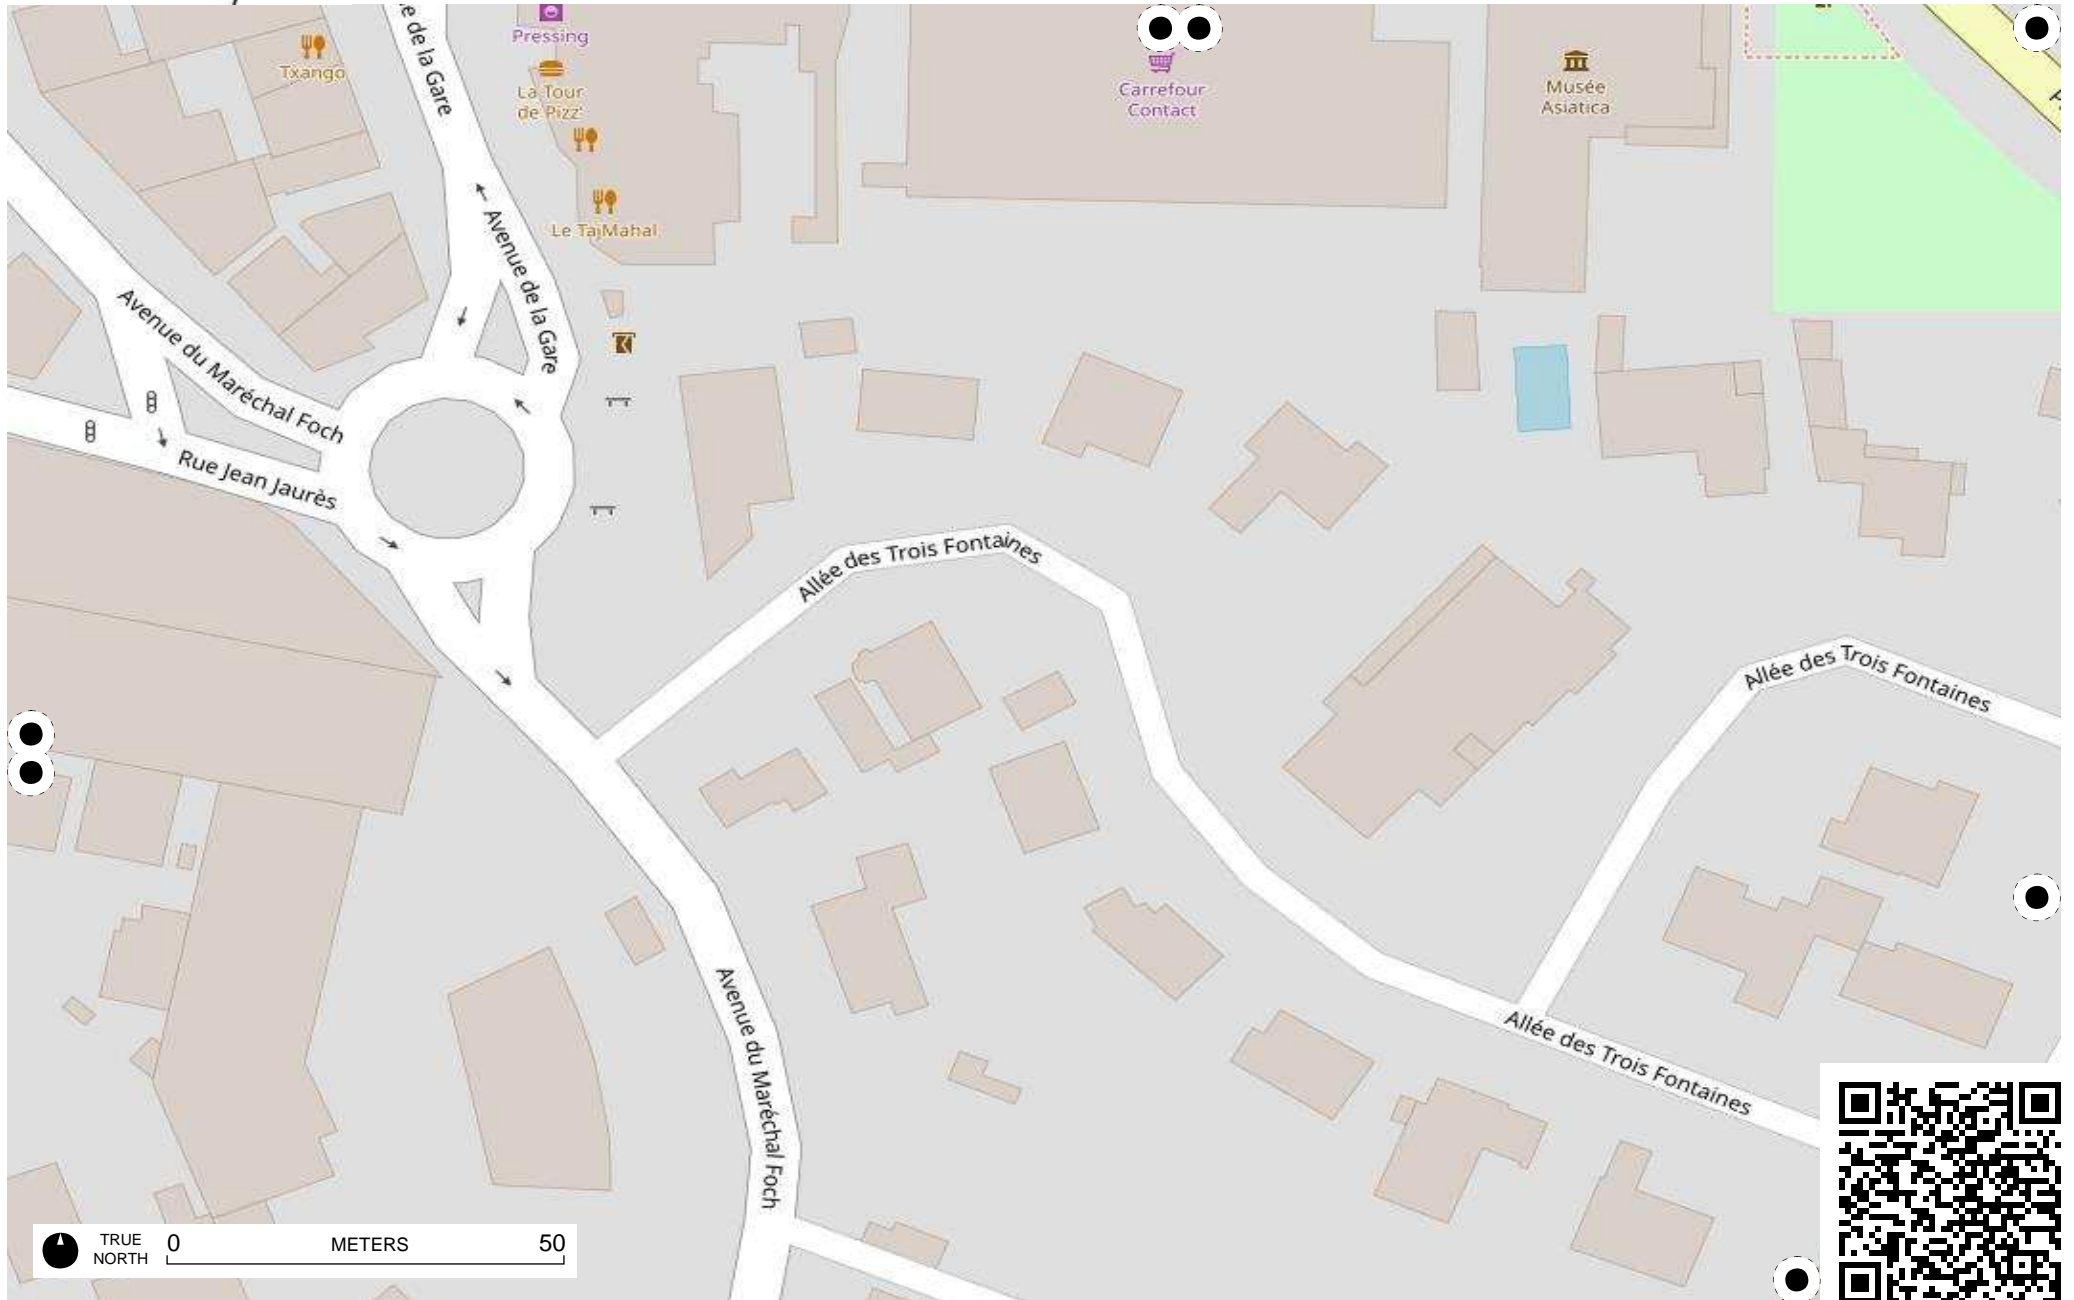 e de la Gare
Pressing
Txango
La Tour
de Pizz'
Carrefour
Contact
Musée
Asiatica
Le Taj Mahal
Avenue de la Gare
Avenue du Maréchal Foch
Rue Jean Jaurès
Allée des Trois Fontaines
Allée des Trois Fontaines
Allée des Trois Fontaines
Avenue du Maréchal Foch
TRUE
NORTH
0 METERS 50